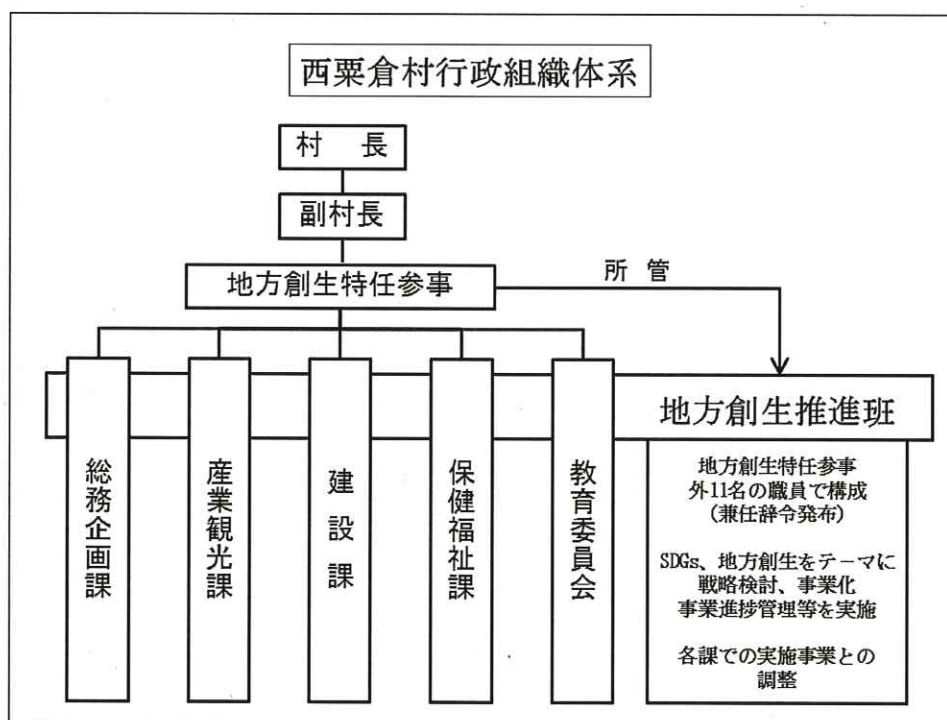 西粟倉村行政組織体系
村　長
副村長
地方創生特任参事
所 管
総務企画課
産業観光課
建設課
保健福祉課
教育委員会
地方創生推進班
地方創生特任参事
外11名の職員で構成
(兼任辞令発布)
SDGs、地方創生をテーマに
戦略検討、事業化
事業進捗管理等を実施
各課での実施事業との
調整